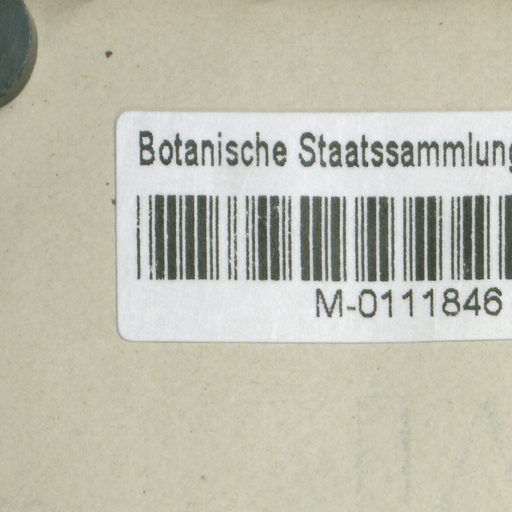 Botanische Staatssammlung
M-0111846